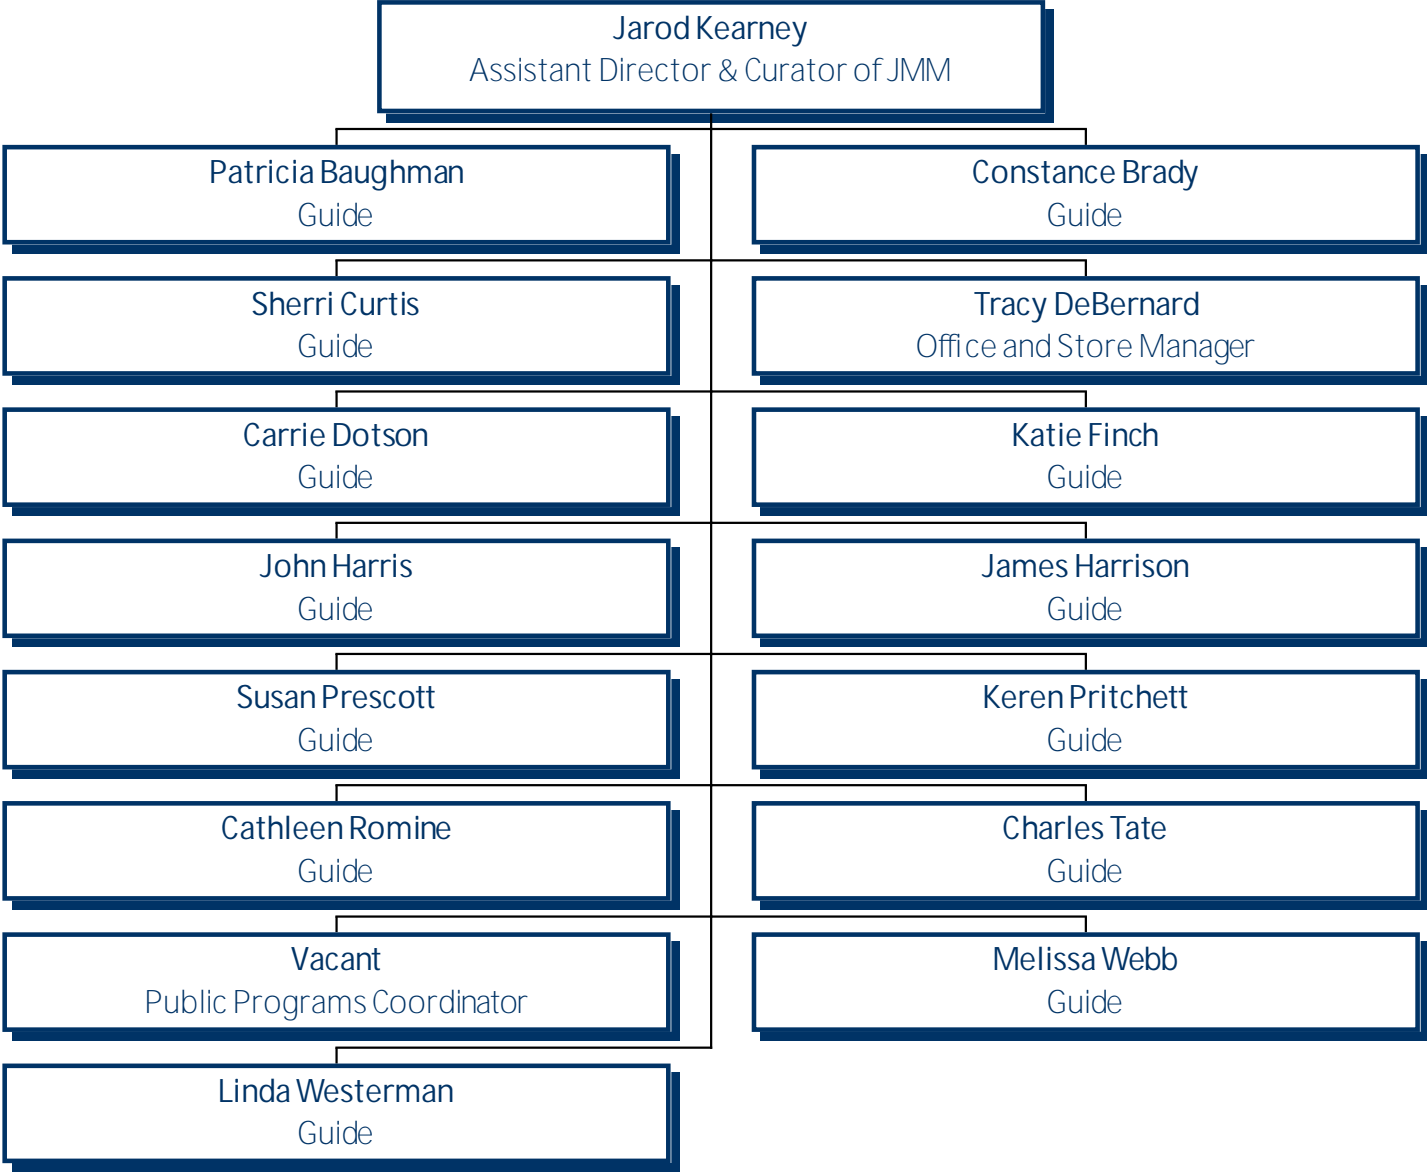 Jarod Kearney
Assistant Director & Curator of JMM
Patricia Baughman
Guide
Constance Brady
Guide
Sherri Curtis
Guide
Tracy DeBernard
Office and Store Manager
Carrie Dotson
Guide
Katie Finch
Guide
John Harris
Guide
James Harrison
Guide
Susan Prescott
Guide
Keren Pritchett
Guide
Cathleen Romine
Guide
Charles Tate
Guide
Vacant
Public Programs Coordinator
Melissa Webb
Guide
Linda Westerman
Guide